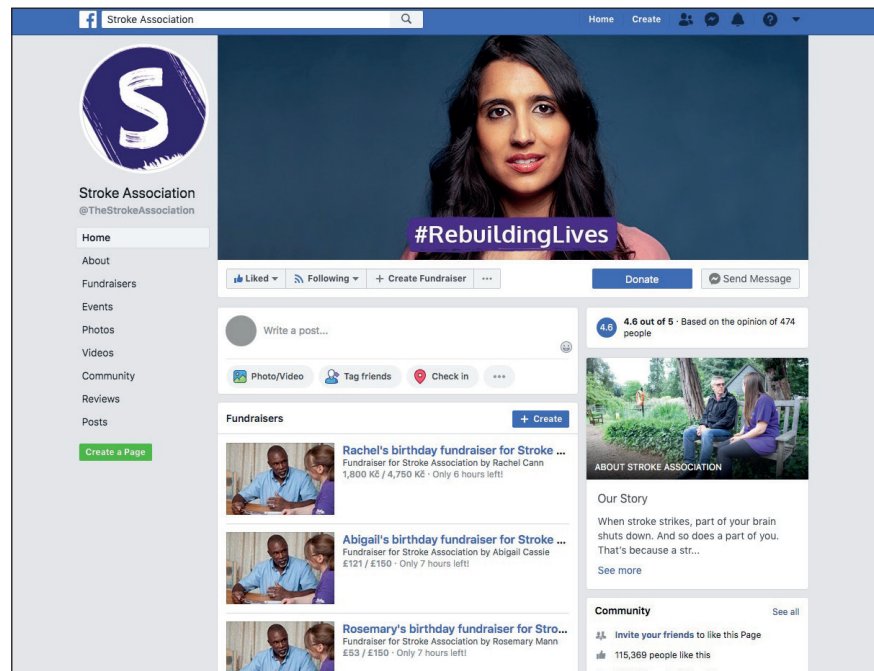 Stroke Association
Home Create
S
#RebuildingLives
Stroke Association
@TheStrokeAssociation
Home
About
Fundraisers
Events
Photos
Videos
Community
Reviews
Posts
Create a Page
Liked Following + Create Fundraiser ...
Donate Send Message
Write a post...
Photo/Video Tag friends Check in ...
Fundraisers + Create
Rachel's birthday fundraiser for Stroke ...
Fundraiser for Stroke Association by Rachel Cann
1,800 Kč / 4,750 Kč · Only 6 hours left!
Abigail's birthday fundraiser for Stroke ...
Fundraiser for Stroke Association by Abigail Cassie
£121 / £150 · Only 7 hours left!
Rosemary's birthday fundraiser for Stro...
Fundraiser for Stroke Association by Rosemary Mann
£53 / £150 · Only 7 hours left!
4.6
4.6 out of 5 · Based on the opinion of 474
people
ABOUT STROKE ASSOCIATION
Our Story
When stroke strikes, part of your brain
shuts down. And so does a part of you.
That's because a str...
See more
Community See all
Invite your friends to like this Page
115,369 people like this